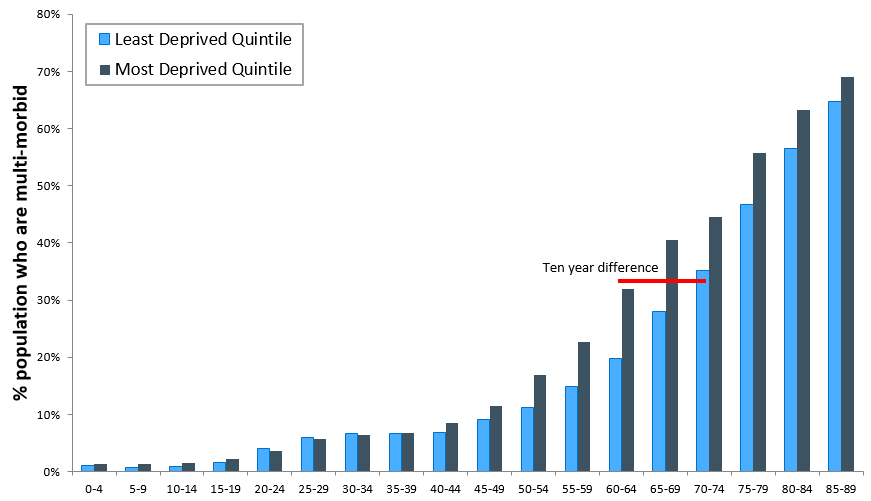 80%
Least Deprived Quintile
Most Deprived Quintile
70%
60%
50%
40%
30%
20%
10%
0%
% population who are multi-morbid
Ten year difference
0-4 5-9 10-14 15-19 20-24 25-29 30-34 35-39 40-44 45-49 50-54 55-59 60-64 65-69 70-74 75-79 80-84 85-89